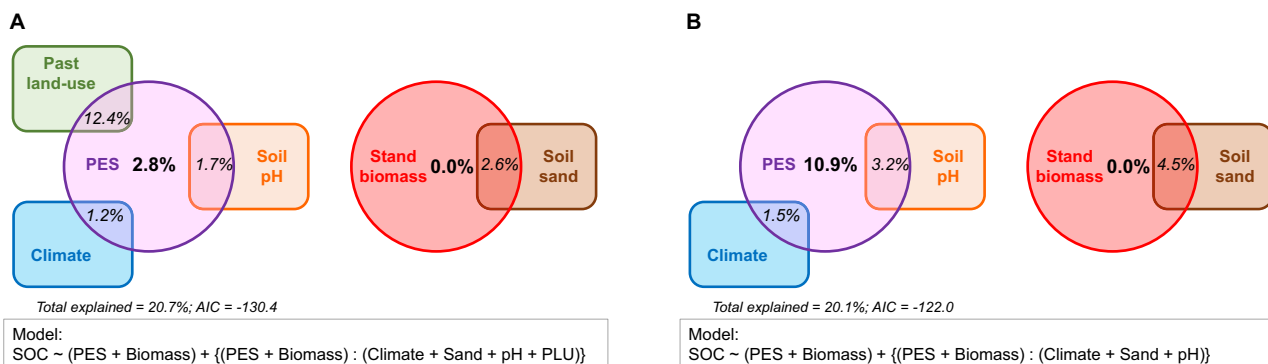 A
Past
land-use
12.4%
PES 2.8%
1.7%
Soil
pH
1.2%
Climate
Stand
biomass
0.0%
2.6%
Soil
sand
Total explained = 20.7%; AIC = -130.4
Model:
SOC ~ (PES + Biomass) + {(PES + Biomass) : (Climate + Sand + pH + PLU)}
B
PES 10.9%
3.2%
Soil
pH
1.5%
Climate
Stand
biomass
0.0%
4.5%
Soil
sand
Total explained = 20.1%; AIC = -122.0
Model:
SOC ~ (PES + Biomass) + {(PES + Biomass) : (Climate + Sand + pH)}